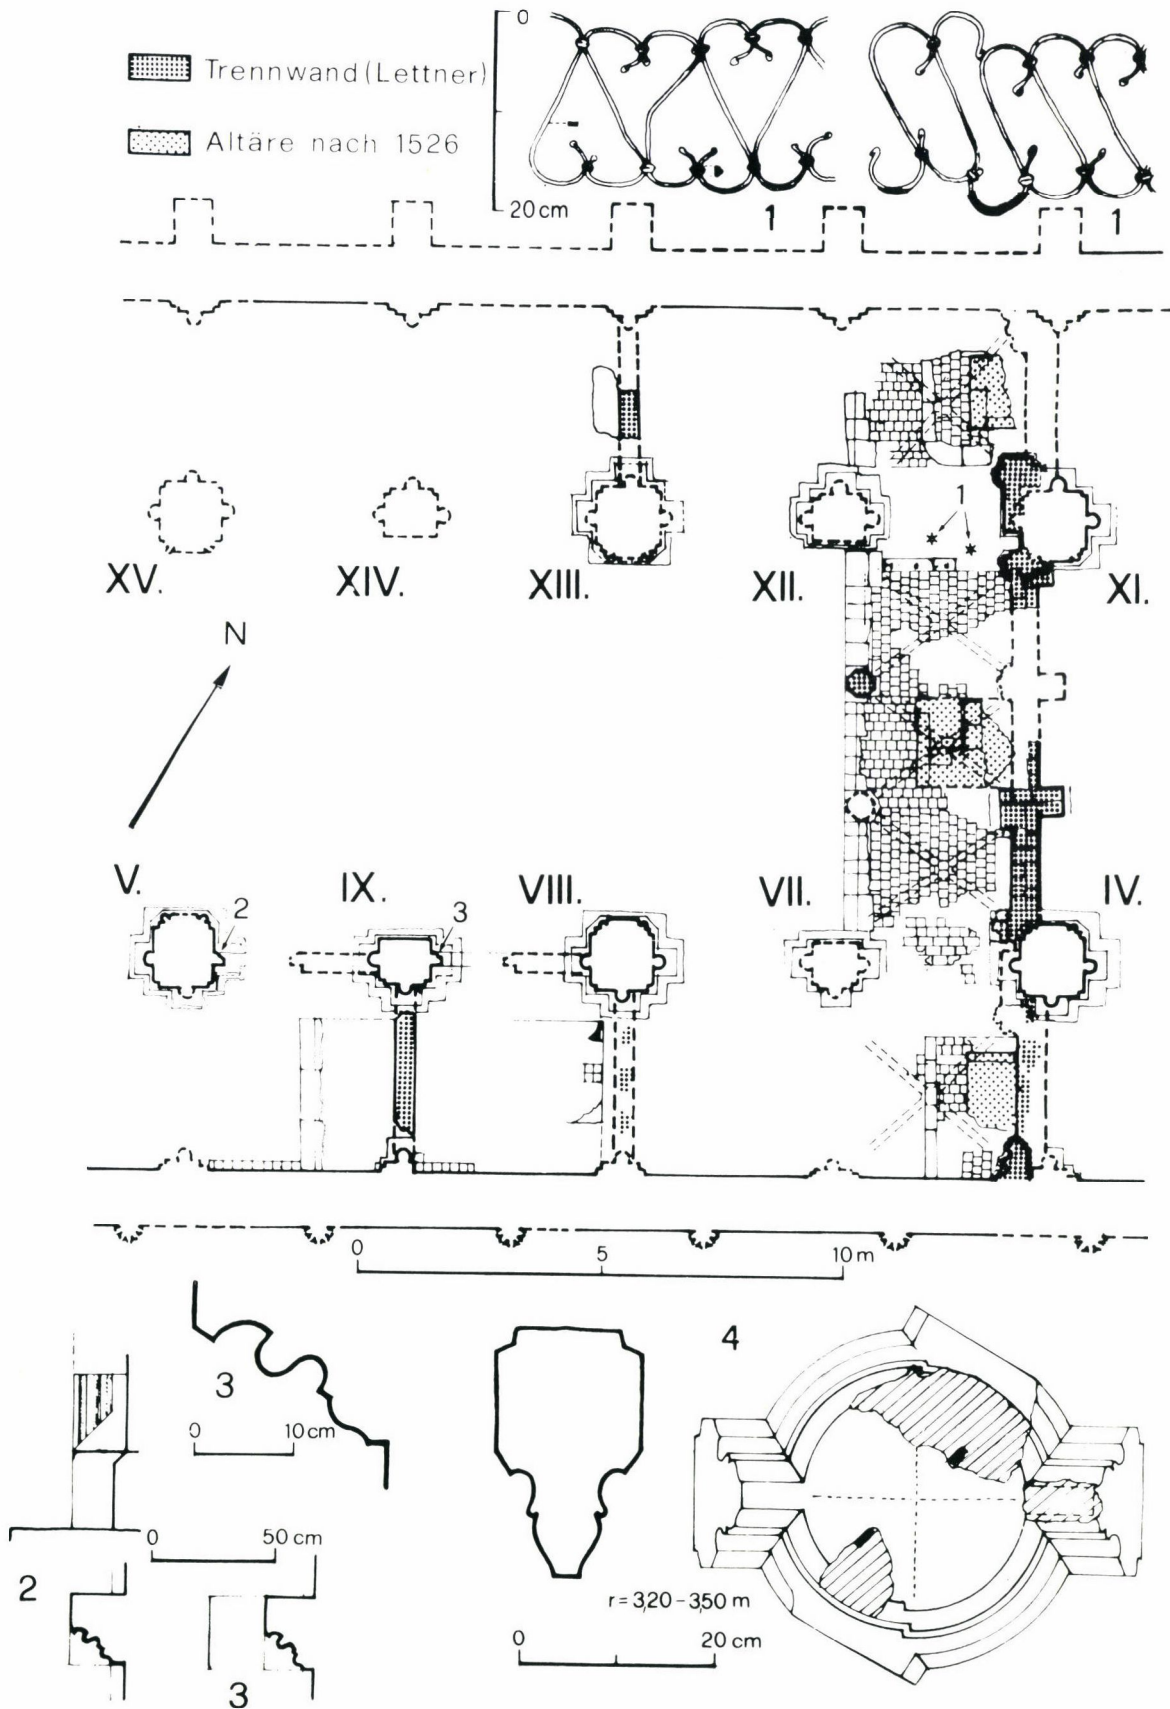 0
Trennwand (Lettner)
Altäre nach 1526
20 cm
1
1
1
XV.
XIV.
XIII.
XII.
XI.
N
V.
2
IX.
3
VIII.
VII.
IV.
0
5
10 m
3
0
10 cm
4
0
50 cm
2
3
r = 3,20 - 3,50 m
0
20 cm